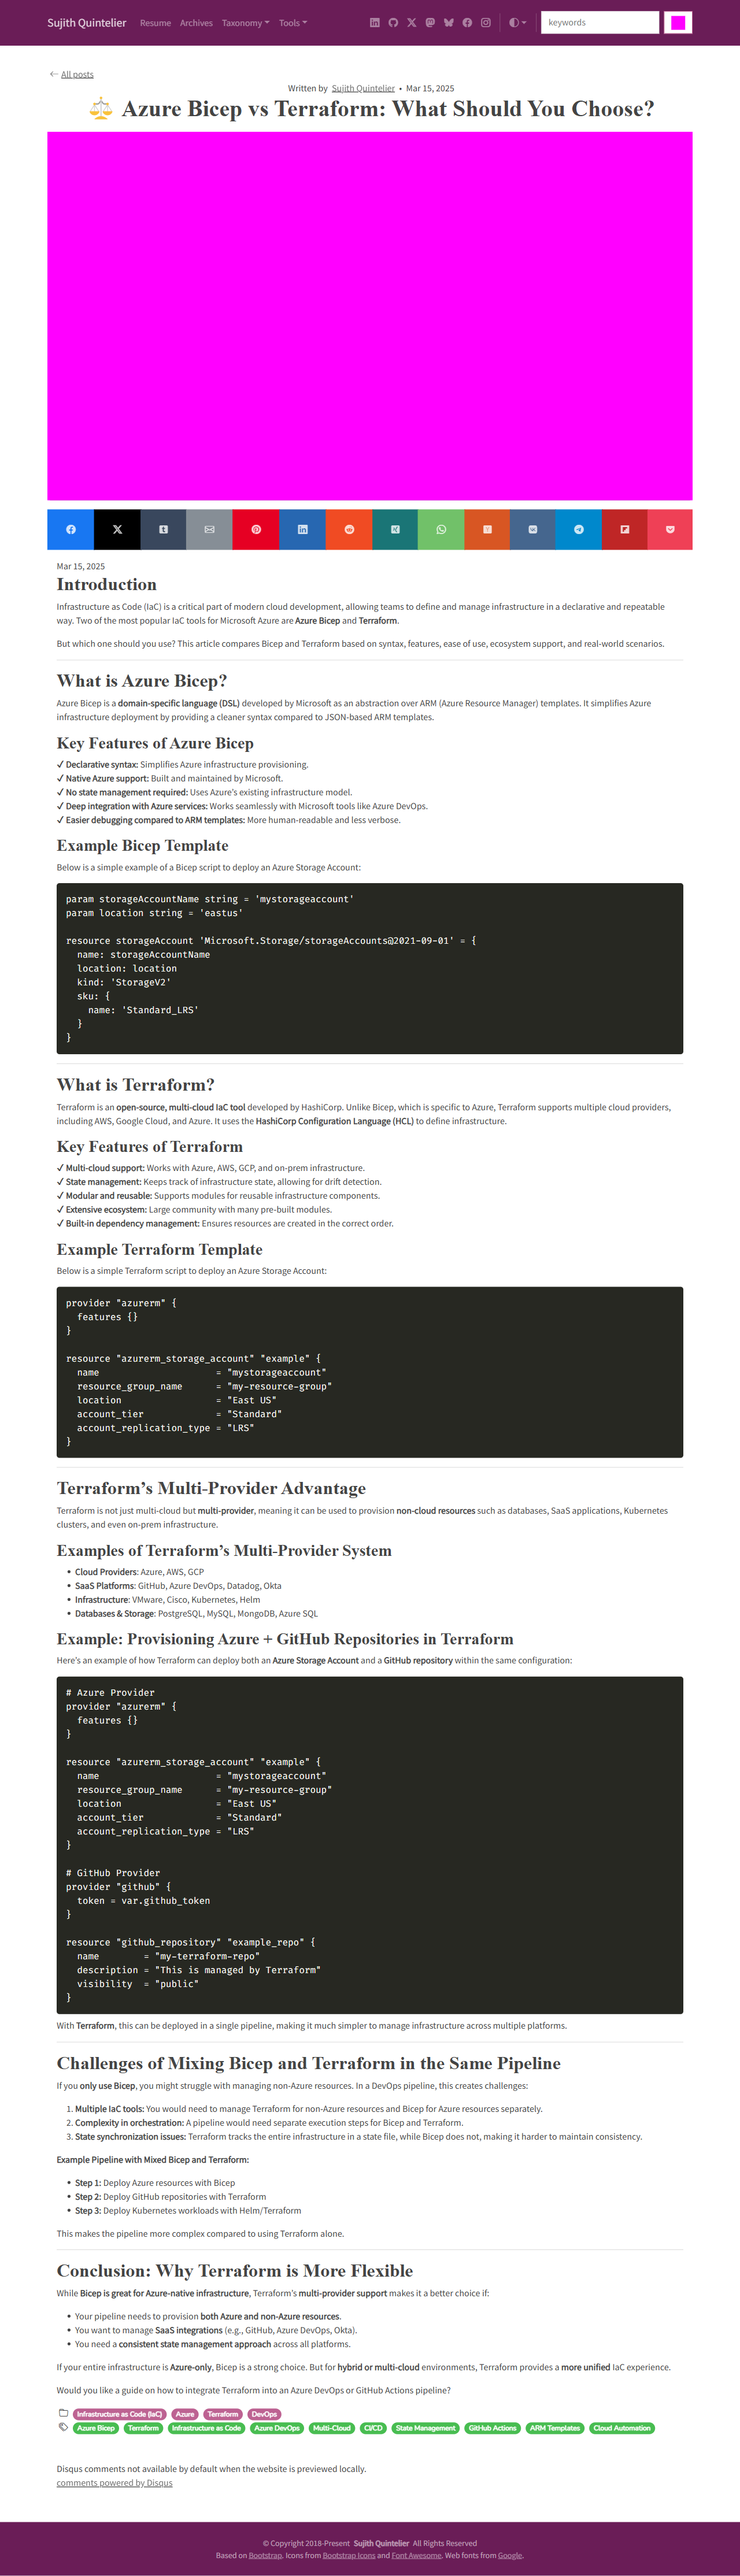 Sujith Quintelier Resume Archives Taxonomy Tools keywords
← All posts
Written by Sujith Quintelier • Mar 15, 2025
⚖️ Azure Bicep vs Terraform: What Should You Choose?
Mar 15, 2025
Introduction
Infrastructure as Code (IaC) is a critical part of modern cloud development, allowing teams to define and manage infrastructure in a declarative and repeatable
way. Two of the most popular IaC tools for Microsoft Azure are Azure Bicep and Terraform.
But which one should you use? This article compares Bicep and Terraform based on syntax, features, ease of use, ecosystem support, and real-world scenarios.
What is Azure Bicep?
Azure Bicep is a domain-specific language (DSL) developed by Microsoft as an abstraction over ARM (Azure Resource Manager) templates. It simplifies Azure
infrastructure deployment by providing a cleaner syntax compared to JSON-based ARM templates.
Key Features of Azure Bicep
✓ Declarative syntax: Simplifies Azure infrastructure provisioning.
✓ Native Azure support: Built and maintained by Microsoft.
✓ No state management required: Uses Azure's existing infrastructure model.
✓ Deep integration with Azure services: Works seamlessly with Microsoft tools like Azure DevOps.
✓ Easier debugging compared to ARM templates: More human-readable and less verbose.
Example Bicep Template
Below is a simple example of a Bicep script to deploy an Azure Storage Account:
param storageAccountName string = 'mystorageaccount'
param location string = 'eastus'
resource storageAccount 'Microsoft.Storage/storageAccounts@2021-09-01' = {
  name: storageAccountName
  location: location
  kind: 'StorageV2'
  sku: {
    name: 'Standard_LRS'
  }
}
What is Terraform?
Terraform is an open-source, multi-cloud IaC tool developed by HashiCorp. Unlike Bicep, which is specific to Azure, Terraform supports multiple cloud providers,
including AWS, Google Cloud, and Azure. It uses the HashiCorp Configuration Language (HCL) to define infrastructure.
Key Features of Terraform
✓ Multi-cloud support: Works with Azure, AWS, GCP, and on-prem infrastructure.
✓ State management: Keeps track of infrastructure state, allowing for drift detection.
✓ Modular and reusable: Supports modules for reusable infrastructure components.
✓ Extensive ecosystem: Large community with many pre-built modules.
✓ Built-in dependency management: Ensures resources are created in the correct order.
Example Terraform Template
Below is a simple Terraform script to deploy an Azure Storage Account:
provider "azurerm" {
  features {}
}
resource "azurerm_storage_account" "example" {
  name                     = "mystorageaccount"
  resource_group_name      = "my-resource-group"
  location                 = "East US"
  account_tier             = "Standard"
  account_replication_type = "LRS"
}
Terraform's Multi-Provider Advantage
Terraform is not just multi-cloud but multi-provider, meaning it can be used to provision non-cloud resources such as databases, SaaS applications, Kubernetes
clusters, and even on-prem infrastructure.
Examples of Terraform's Multi-Provider System
• Cloud Providers: Azure, AWS, GCP
• SaaS Platforms: GitHub, Azure DevOps, Datadog, Okta
• Infrastructure: VMware, Cisco, Kubernetes, Helm
• Databases & Storage: PostgreSQL, MySQL, MongoDB, Azure SQL
Example: Provisioning Azure + GitHub Repositories in Terraform
Here's an example of how Terraform can deploy both an Azure Storage Account and a GitHub repository within the same configuration:
# Azure Provider
provider "azurerm" {
  features {}
}
resource "azurerm_storage_account" "example" {
  name                     = "mystorageaccount"
  resource_group_name      = "my-resource-group"
  location                 = "East US"
  account_tier             = "Standard"
  account_replication_type = "LRS"
}
# GitHub Provider
provider "github" {
  token = var.github_token
}
resource "github_repository" "example_repo" {
  name        = "my-terraform-repo"
  description = "This is managed by Terraform"
  visibility  = "public"
}
With Terraform, this can be deployed in a single pipeline, making it much simpler to manage infrastructure across multiple platforms.
Challenges of Mixing Bicep and Terraform in the Same Pipeline
If you only use Bicep, you might struggle with managing non-Azure resources. In a DevOps pipeline, this creates challenges:
1. Multiple IaC tools: You would need to manage Terraform for non-Azure resources and Bicep for Azure resources separately.
2. Complexity in orchestration: A pipeline would need separate execution steps for Bicep and Terraform.
3. State synchronization issues: Terraform tracks the entire infrastructure in a state file, while Bicep does not, making it harder to maintain consistency.
Example Pipeline with Mixed Bicep and Terraform:
• Step 1: Deploy Azure resources with Bicep
• Step 2: Deploy GitHub repositories with Terraform
• Step 3: Deploy Kubernetes workloads with Helm/Terraform
This makes the pipeline more complex compared to using Terraform alone.
Conclusion: Why Terraform is More Flexible
While Bicep is great for Azure-native infrastructure, Terraform's multi-provider support makes it a better choice if:
• Your pipeline needs to provision both Azure and non-Azure resources.
• You want to manage SaaS integrations (e.g., GitHub, Azure DevOps, Okta).
• You need a consistent state management approach across all platforms.
If your entire infrastructure is Azure-only, Bicep is a strong choice. But for hybrid or multi-cloud environments, Terraform provides a more unified IaC experience.
Would you like a guide on how to integrate Terraform into an Azure DevOps or GitHub Actions pipeline?
Infrastructure as Code (IaC) Azure Terraform DevOps
Azure Bicep Terraform Infrastructure as Code Azure DevOps Multi-Cloud CI/CD State Management GitHub Actions ARM Templates Cloud Automation
Disqus comments not available by default when the website is previewed locally.
comments powered by Disqus
© Copyright 2018-Present Sujith Quintelier All Rights Reserved
Based on Bootstrap, Icons from Bootstrap Icons and Font Awesome, Web fonts from Google.